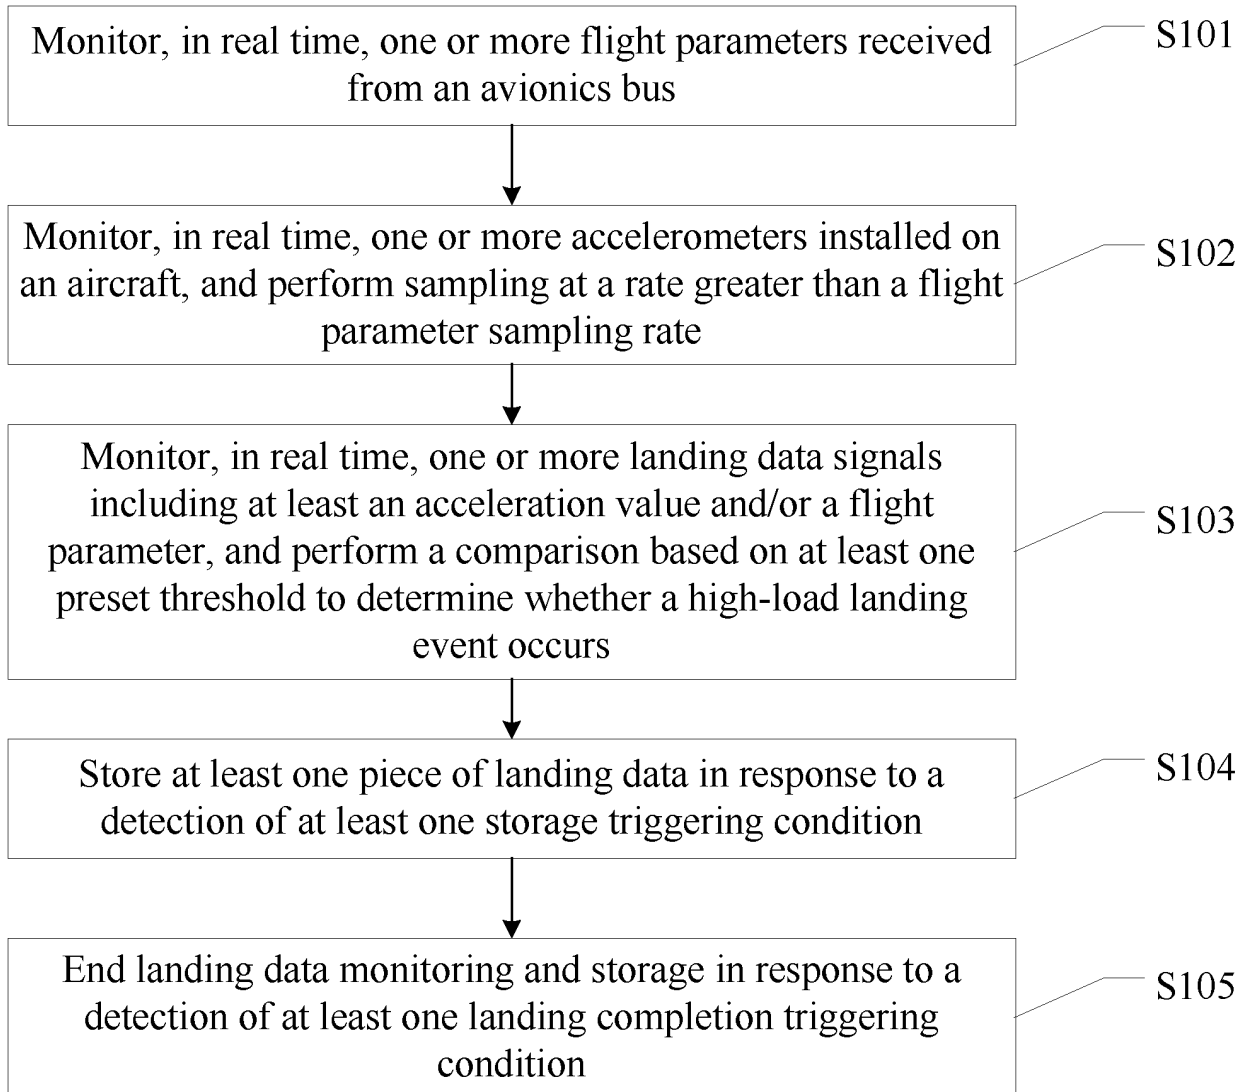 Monitor, in real time, one or more flight parameters received
from an avionics bus
S101
Monitor, in real time, one or more accelerometers installed on
an aircraft, and perform sampling at a rate greater than a flight
parameter sampling rate
S102
Monitor, in real time, one or more landing data signals
including at least an acceleration value and/or a flight
parameter, and perform a comparison based on at least one
preset threshold to determine whether a high-load landing
event occurs
S103
Store at least one piece of landing data in response to a
detection of at least one storage triggering condition
S104
End landing data monitoring and storage in response to a
detection of at least one landing completion triggering
condition
S105